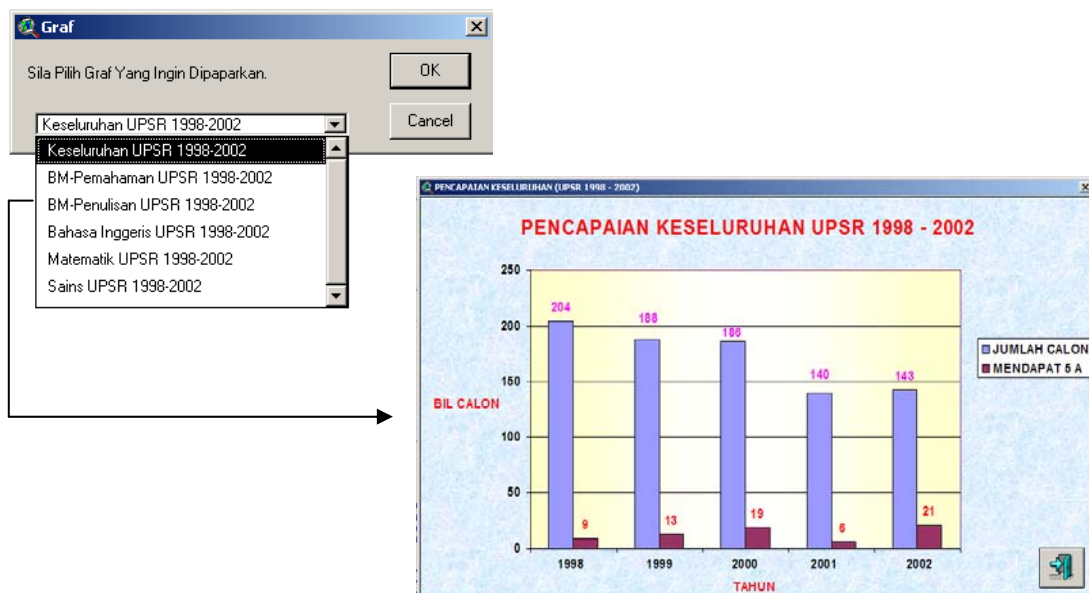 Graf
Sila Pilih Graf Yang Ingin Dipaparkan.
OK
Cancel
Keseluruhan UPSR 1998-2002
Keseluruhan UPSR 1998-2002
BM-Pemahaman UPSR 1998-2002
BM-Penulisan UPSR 1998-2002
Bahasa Inggeris UPSR 1998-2002
Matematik UPSR 1998-2002
Sains UPSR 1998-2002
PENCAPAIAN KESELURUHAN (UPSR 1998 - 2002)
PENCAPAIAN KESELURUHAN UPSR 1998 - 2002
250
200
150
100
50
0
BIL CALON
204
188
186
140
143
9
13
19
6
21
1998
1999
2000
2001
2002
TAHUN
JUMLAH CALON
MENDAPAT 5 A